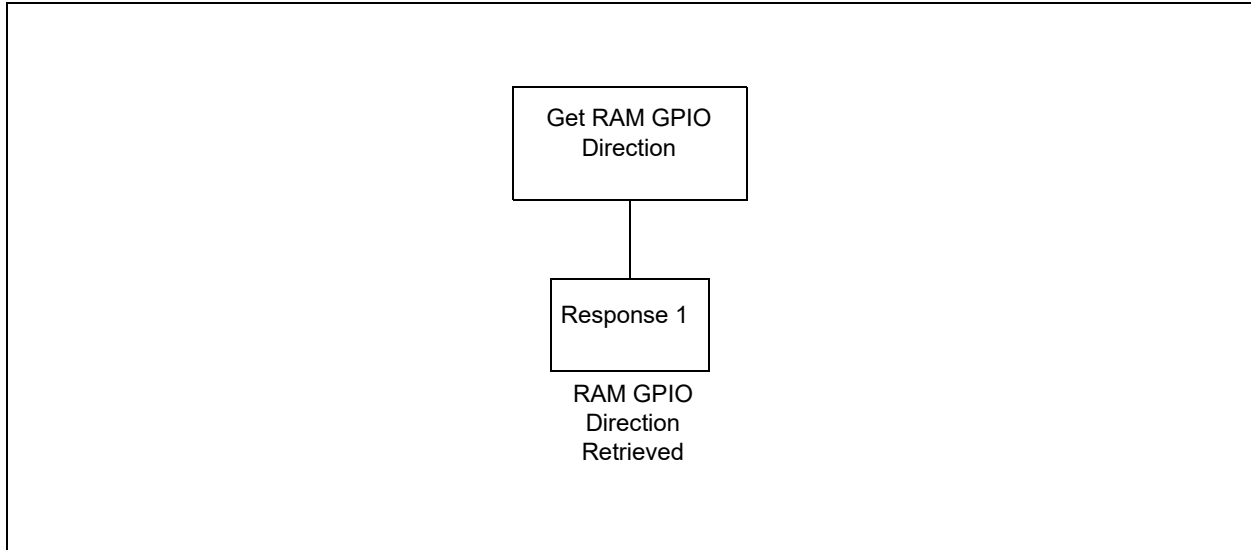 Get RAM GPIO
Direction
Response 1
RAM GPIO
Direction
Retrieved